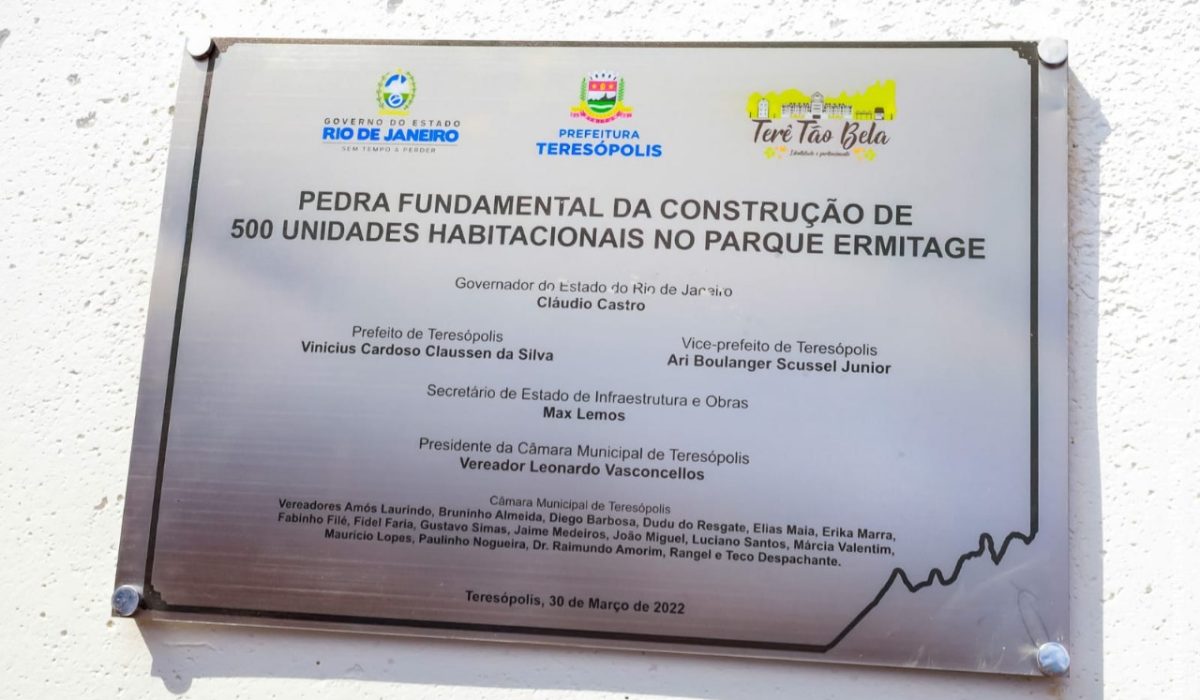 GOVERNO DO ESTADO
RIO DE JANEIRO
SEM TEMPO A PERDER
PREFEITURA
TERESÓPOLIS
Terê Tão Bela
Identidade e pertencimento
PEDRA FUNDAMENTAL DA CONSTRUÇÃO DE
500 UNIDADES HABITACIONAIS NO PARQUE ERMITAGE
Governador do Estado do Rio de Janeiro
Cláudio Castro
Prefeito de Teresópolis
Vinicius Cardoso Claussen da Silva
Vice-prefeito de Teresópolis
Ari Boulanger Scussel Junior
Secretário de Estado de Infraestrutura e Obras
Max Lemos
Presidente da Câmara Municipal de Teresópolis
Vereador Leonardo Vasconcellos
Câmara Municipal de Teresópolis
Vereadores Amós Laurindo, Bruninho Almeida, Diego Barbosa, Dudu do Resgate, Elias Maia, Erika Marra,
Fabinho Filé, Fidel Faria, Gustavo Simas, Jaime Medeiros, João Miguel, Luciano Santos, Márcia Valentim,
Maurício Lopes, Paulinho Nogueira, Dr. Raimundo Amorim, Rangel e Teco Despachante.
Teresópolis, 30 de Março de 2022